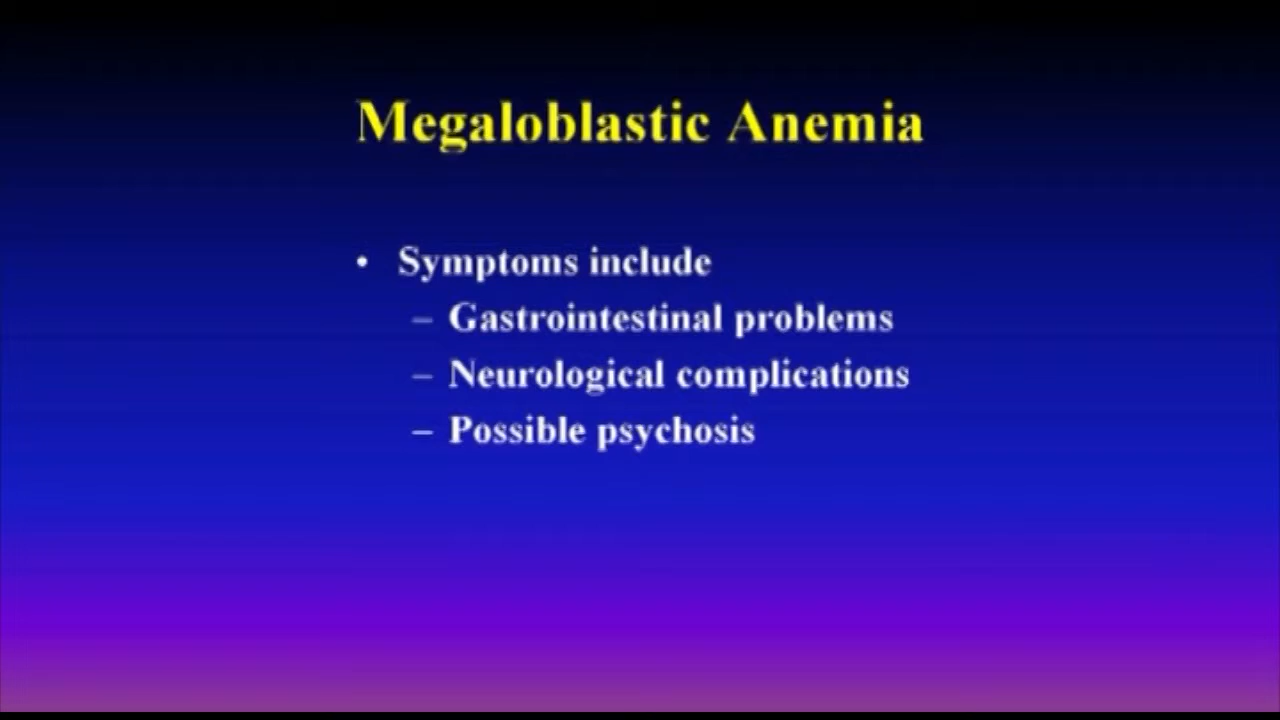 Megaloblastic Anemia
• Symptoms include
– Gastrointestinal problems
– Neurological complications
– Possible psychosis